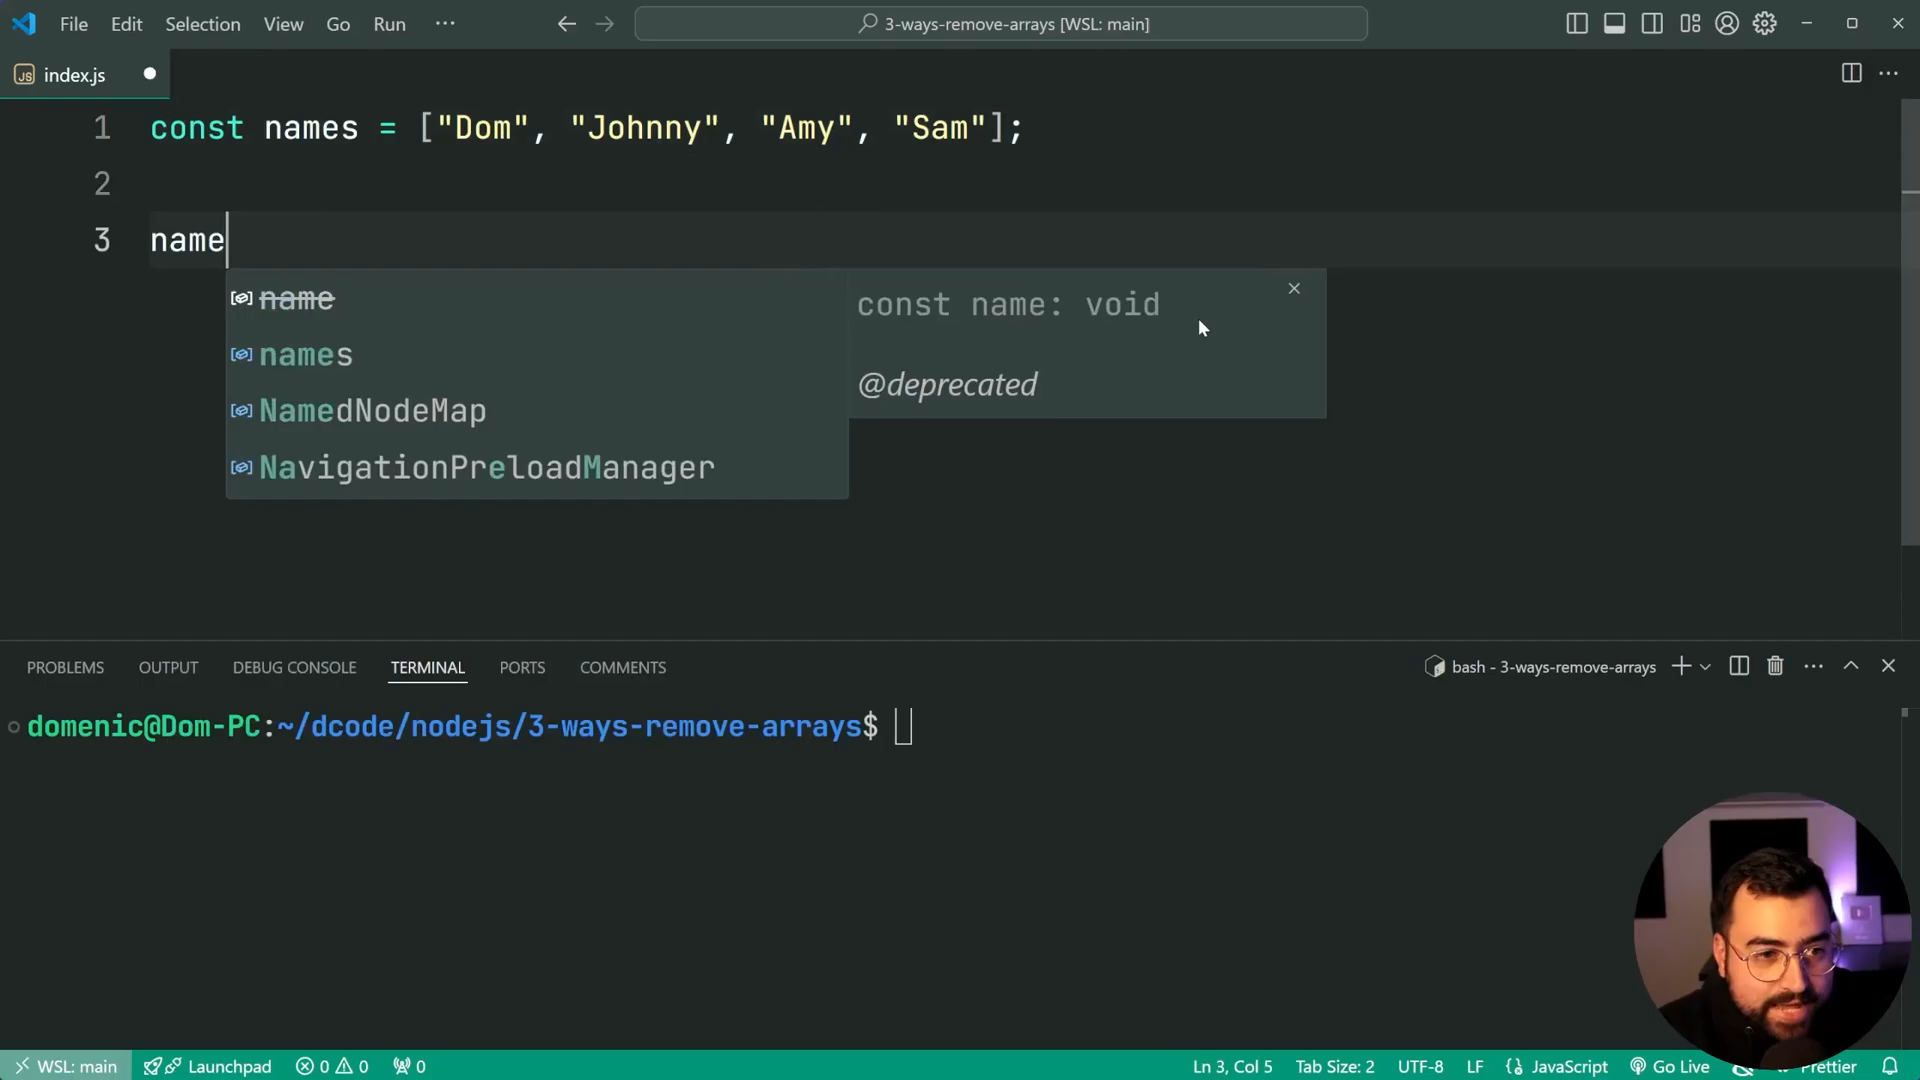 File Edit Selection View Go Run ···
3-ways-remove-arrays [WSL: main]
JS index.js
1 const names = ["Dom", "Johnny", "Amy", "Sam"];
2
3 name
name
names
NamedNodeMap
NavigationPreloadManager
const name: void
@deprecated
PROBLEMS OUTPUT DEBUG CONSOLE TERMINAL PORTS COMMENTS
bash - 3-ways-remove-arrays
domenic@Dom-PC:~/dcode/nodejs/3-ways-remove-arrays$
WSL: main Launchpad 0 0 0 Ln 3, Col 5 Tab Size: 2 UTF-8 LF JavaScript Go Live Prettier